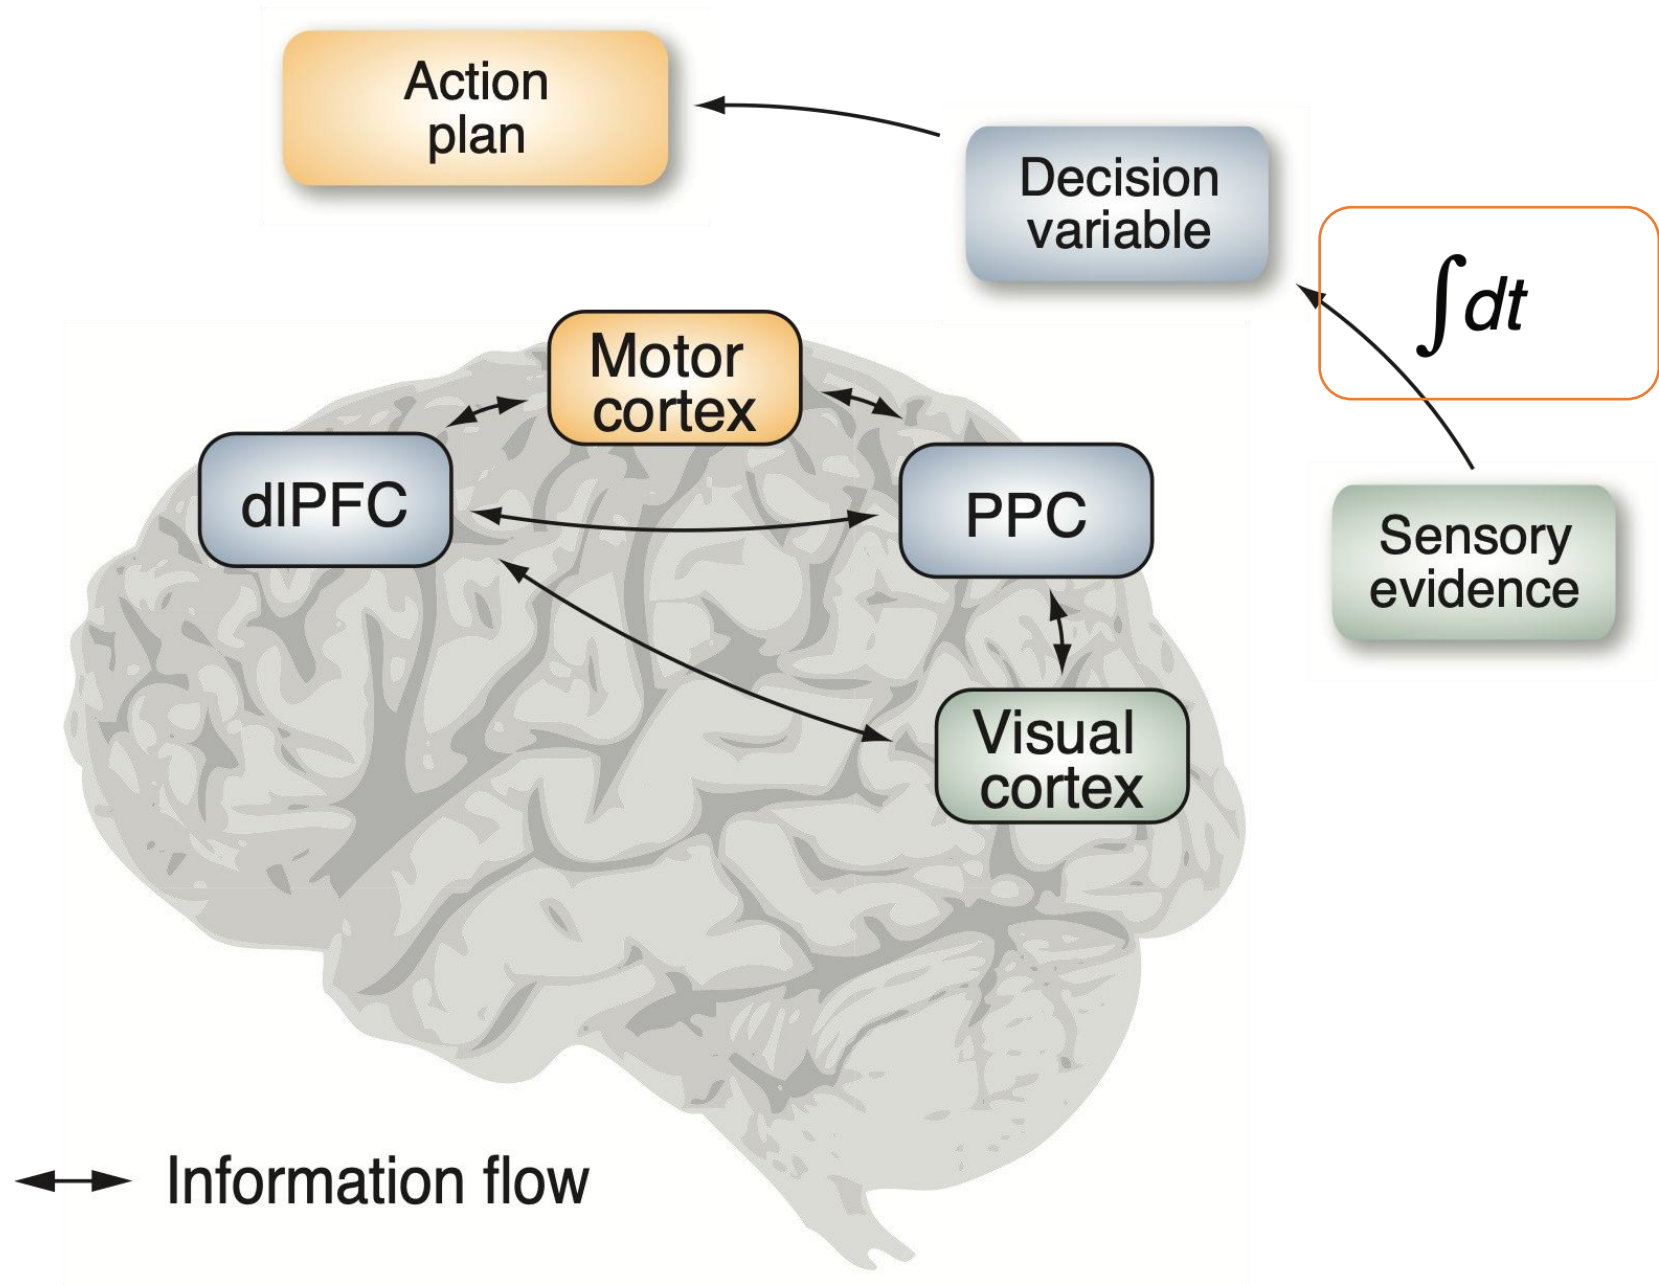 Action
plan
Decision
variable
∫dt
Motor
cortex
dlPFC
PPC
Sensory
evidence
Visual
cortex
Information flow